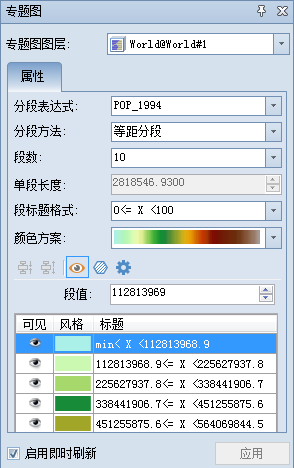 专题图
专题图图层: World@World#1
属性
分段表达式: POP_1994
分段方法: 等距分段
段数: 10
单段长度: 2818546.9300
段标题格式: 0<= X <100
颜色方案:
段值: 112813969
可见 风格 标题
min< X <112813968.9
112813968.9<= X <225627937.8
225627937.8<= X <338441906.7
338441906.7<= X <451255875.6
451255875.6<= X <564069844.5
启用即时刷新 应用